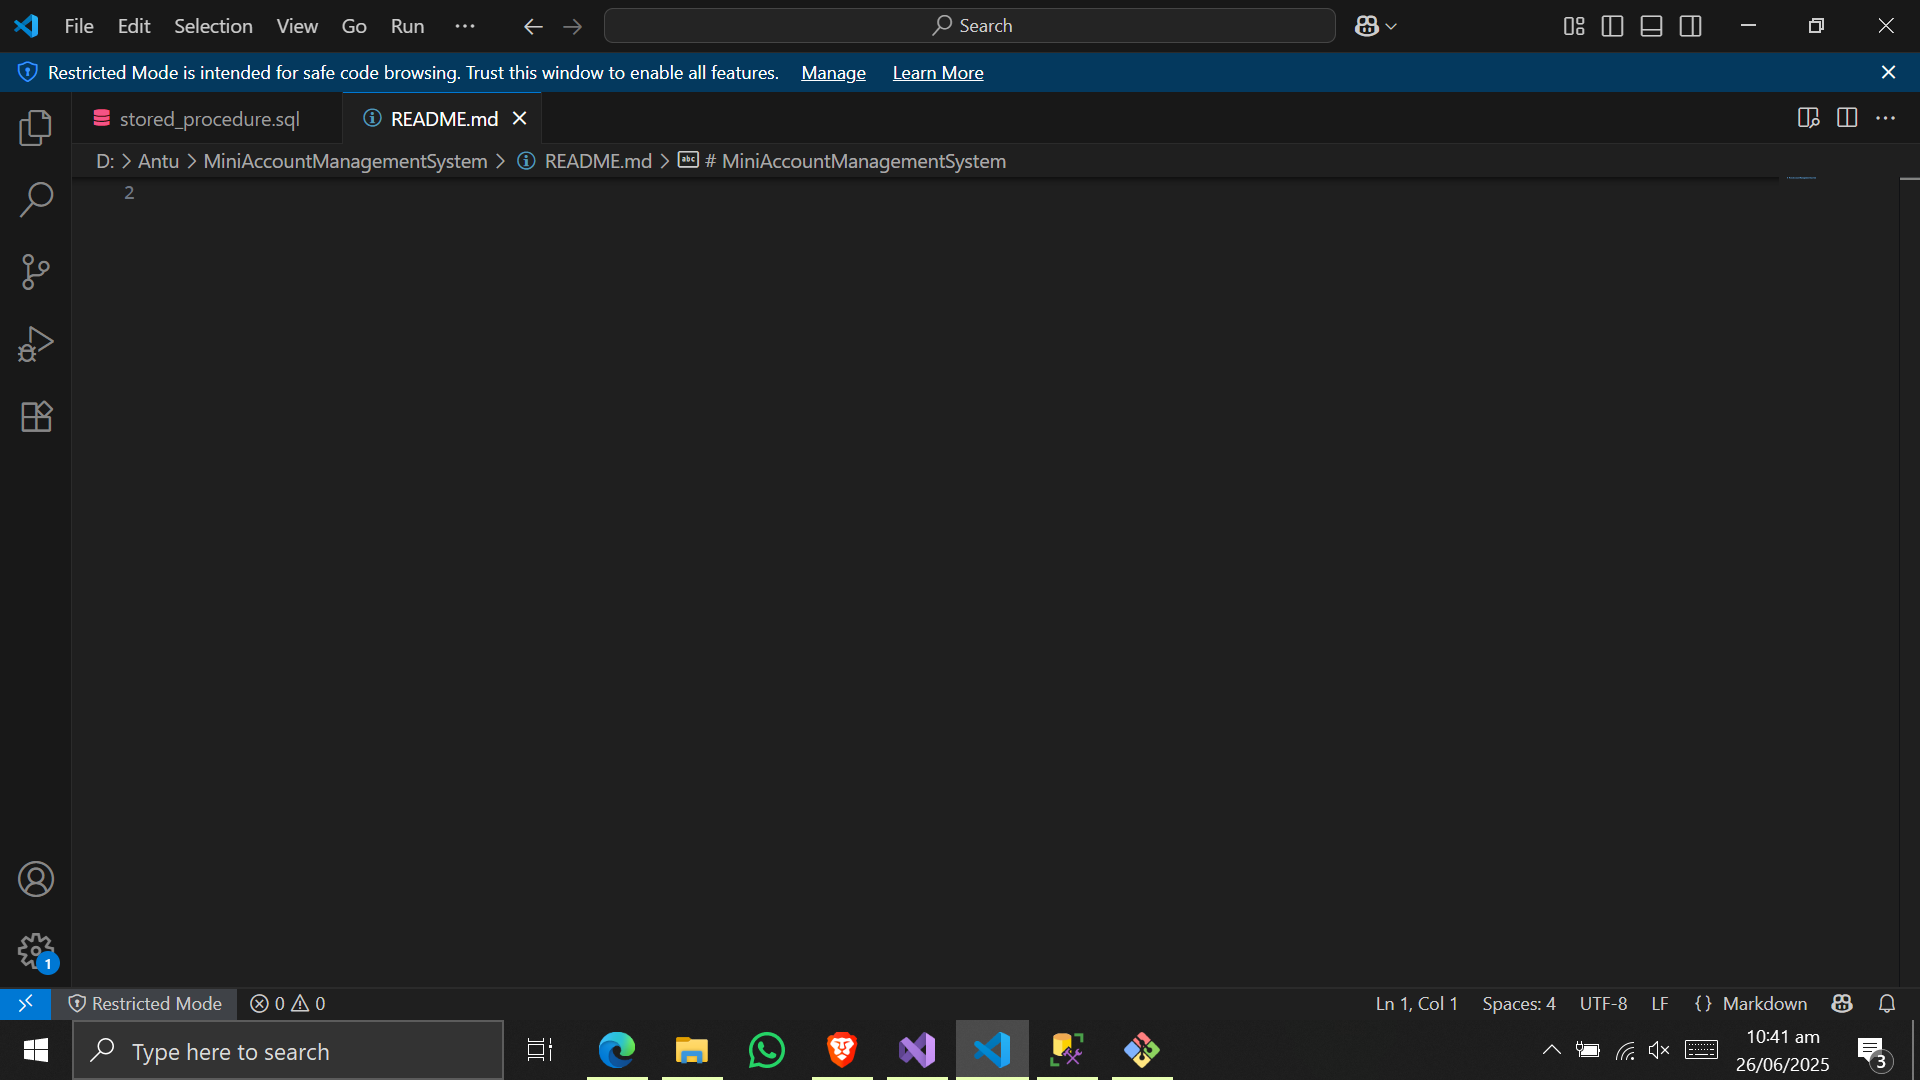 File Edit Selection View Go Run ··· Search
Restricted Mode is intended for safe code browsing. Trust this window to enable all features. Manage Learn More
stored_procedure.sql README.md
D: > Antu > MiniAccountManagementSystem > README.md > abc # MiniAccountManagementSystem
2
1
Restricted Mode 0 0 Ln 1, Col 1 Spaces: 4 UTF-8 LF {} Markdown
Type here to search
10:41 am
26/06/2025
3